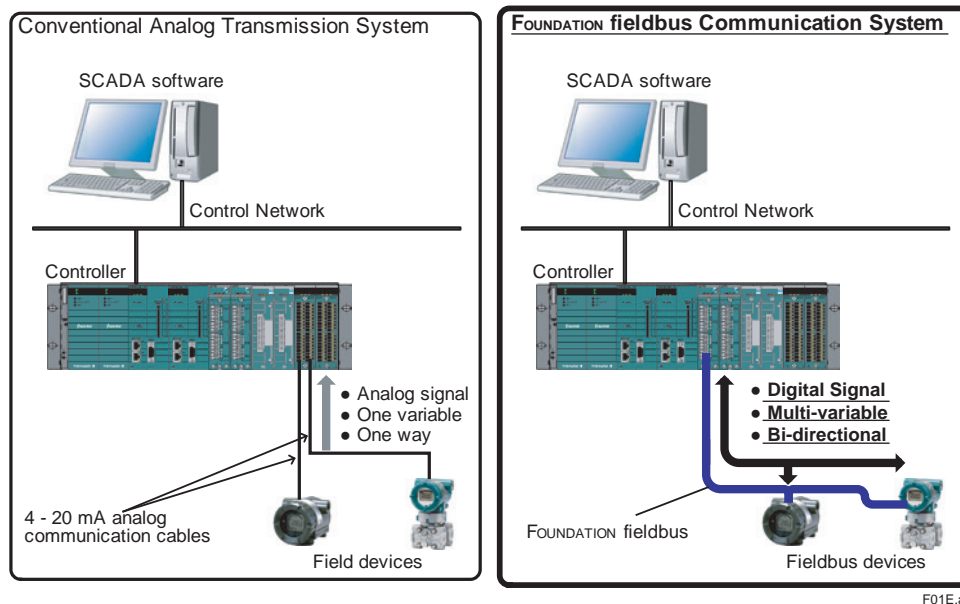 Conventional Analog Transmission System
SCADA software
Control Network
Controller
● Analog signal
● One variable
● One way
4 - 20 mA analog
communication cables
Field devices
FOUNDATION fieldbus Communication System
SCADA software
Control Network
Controller
● Digital Signal
● Multi-variable
● Bi-directional
FOUNDATION fieldbus
Fieldbus devices